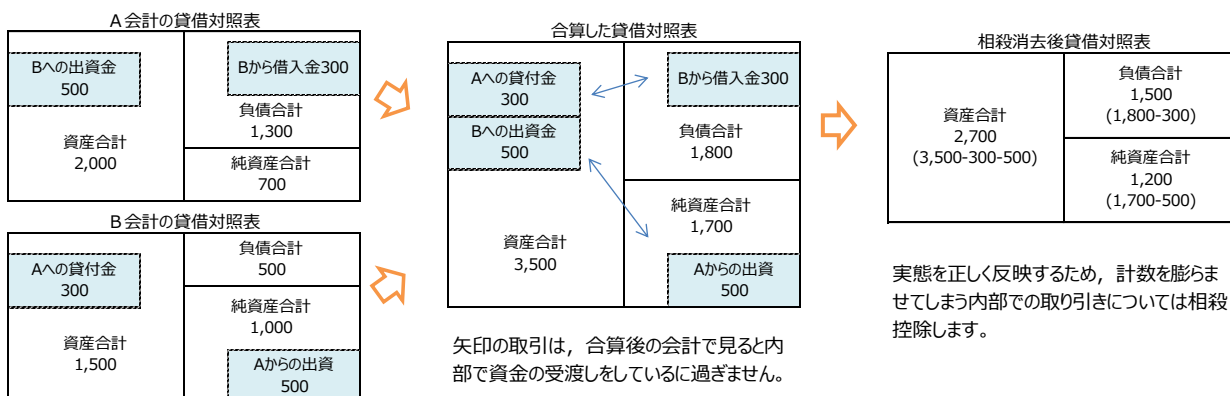 A会計の貸借対照表
Bへの出資金
500
Bから借入金300
負債合計
1,300
資産合計
2,000
純資産合計
700
B会計の貸借対照表
Aへの貸付金
300
負債合計
500
純資産合計
1,000
資産合計
1,500
Aからの出資
500
合算した貸借対照表
Aへの貸付金
300
Bへの出資金
500
Bから借入金300
負債合計
1,800
純資産合計
1,700
資産合計
3,500
Aからの出資
500
矢印の取引は，合算後の会計で見ると内
部で資金の受渡しをしているに過ぎません。
相殺消去後貸借対照表
資産合計
2,700
(3,500-300-500)
負債合計
1,500
(1,800-300)
純資産合計
1,200
(1,700-500)
実態を正しく反映するため，計数を膨らま
せてしまう内部での取り引きについては相殺
控除します。